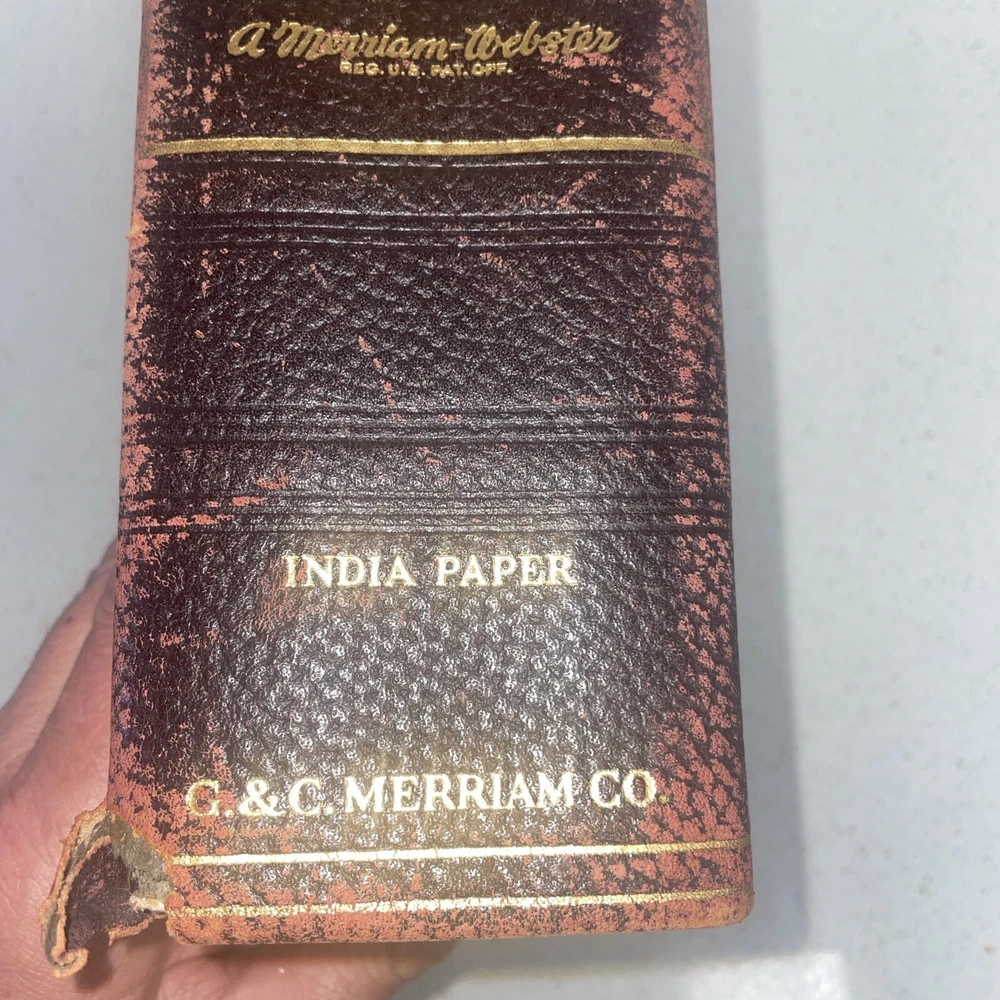 A Merriam-Webster
REG. U.S. PAT. OFF.
INDIA PAPER
G. & C. MERRIAM CO.